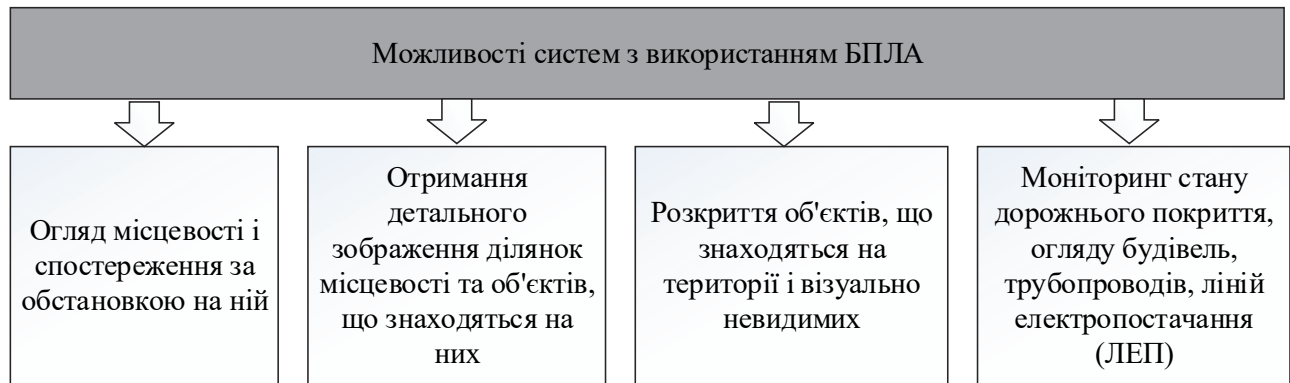 Можливості систем з використанням БПЛА
Огляд місцевості і
спостереження за
обстановкою на ній
Отримання
детального
зображення ділянок
місцевості та об'єктів,
що знаходяться на
них
Розкриття об'єктів, що
знаходяться на
території і візуально
невидимих
Моніторинг стану
дорожнього покриття,
огляду будівель,
трубопроводів, ліній
електропостачання
(ЛЕП)